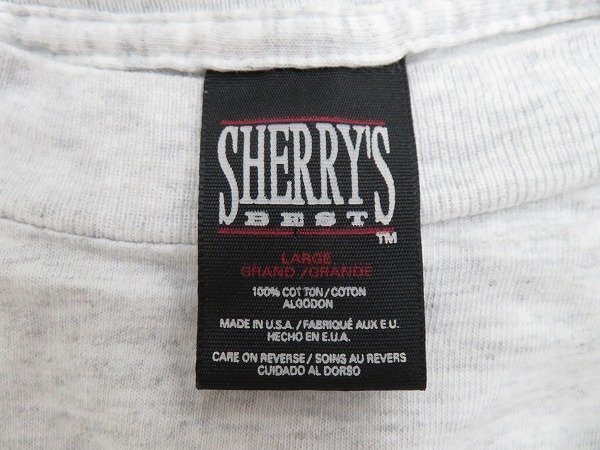 SHERRY'S
BEST
TM
LARGE
GRAND/GRANDE
100% COTTON/COTON
ALGODON
MADE IN U.S.A./FABRIQUÉ AUX E.U.
HECHO EN E.U.A.
CARE ON REVERSE/SOINS AU REVERS
CUIDADO AL DORSO